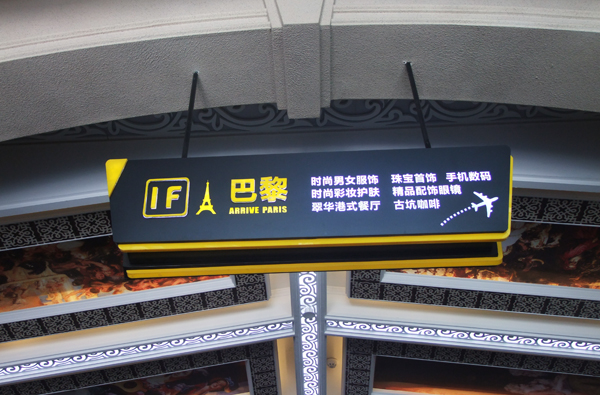 1F
巴黎
ARRIVE PARIS
时尚男女服饰 珠宝首饰 手机数码
时尚彩妆护肤 精品配饰眼镜
翠华港式餐厅 古坑咖啡